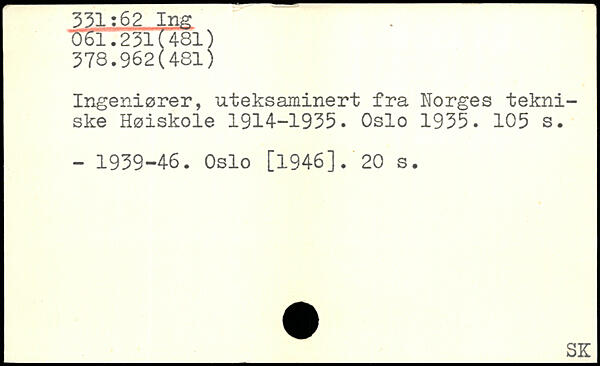 331:62 Ing
061.231(481)
378.962(481)
Ingeniører, uteksaminert fra Norges tekni-
ske Høiskole 1914-1935. Oslo 1935. 105 s.
- 1939-46. Oslo [1946]. 20 s.
SK